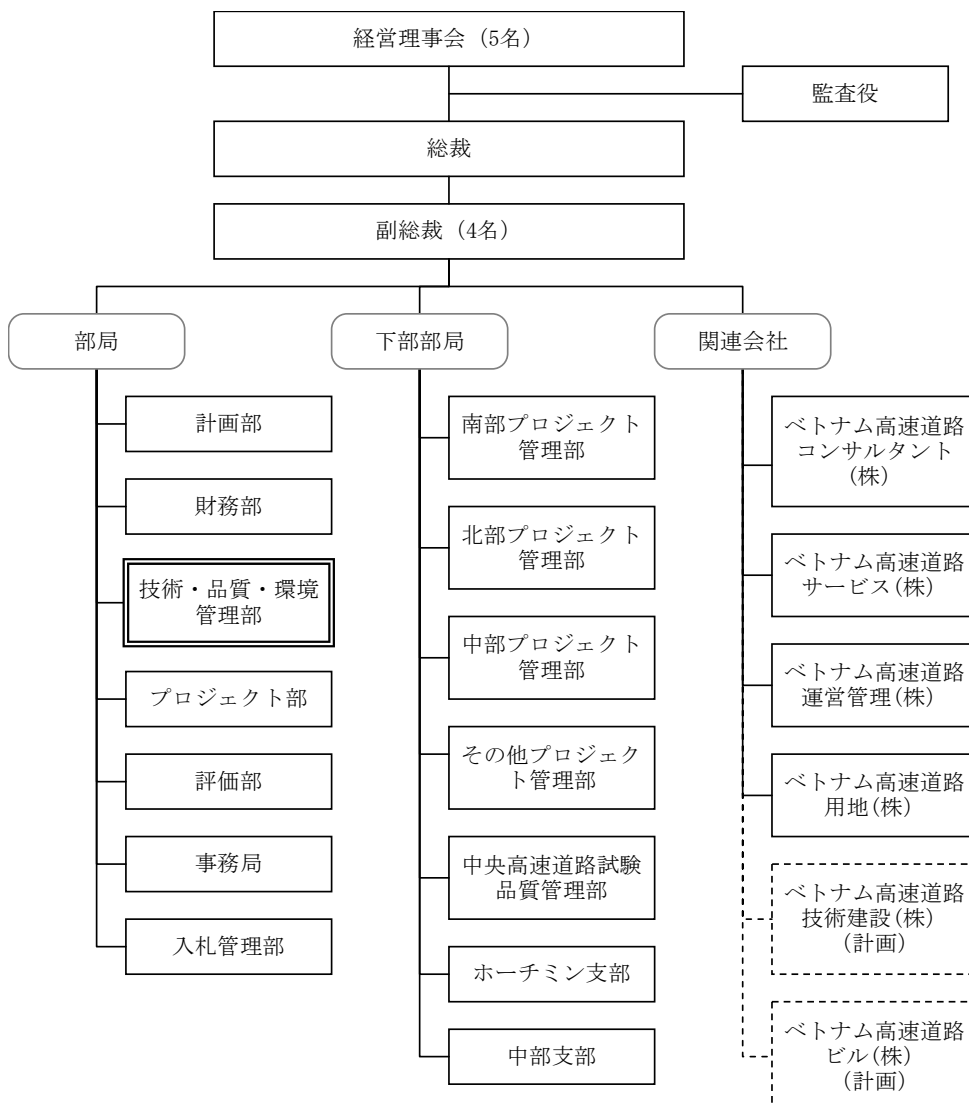 経営理事会 (5名)
監査役
総裁
副総裁 (4名)
部局
計画部
財務部
技術・品質・環境
管理部
プロジェクト部
評価部
事務局
入札管理部
下部部局
南部プロジェクト
管理部
北部プロジェクト
管理部
中部プロジェクト
管理部
その他プロジェク
ト管理部
中央高速道路試験
品質管理部
ホーチミン支部
中部支部
関連会社
ベトナム高速道路
コンサルタント
(株)
ベトナム高速道路
サービス(株)
ベトナム高速道路
運営管理(株)
ベトナム高速道路
用地(株)
ベトナム高速道路
技術建設(株)
(計画)
ベトナム高速道路
ビル(株)
(計画)